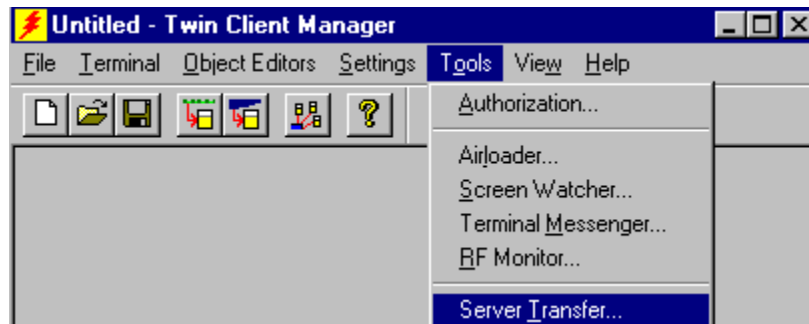 Untitled - Twin Client Manager
File Terminal Object Editors Settings Tools View Help
Authorization...
Airloader...
Screen Watcher...
Terminal Messenger...
RF Monitor...
Server Transfer...